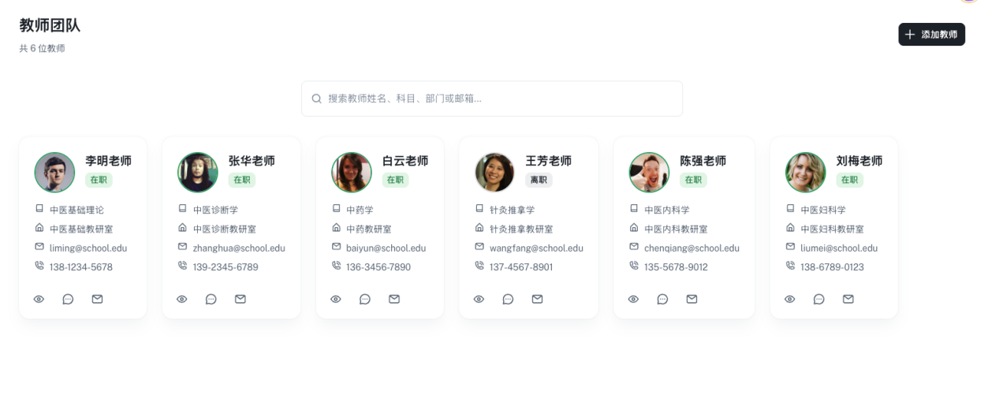 教师团队
共 6 位教师
添加教师
搜索教师姓名、科目、部门或邮箱...
李明老师
在职
中医基础理论
中医基础教研室
liming@school.edu
138-1234-5678
张华老师
在职
中医诊断学
中医诊断教研室
zhanghua@school.edu
139-2345-6789
白云老师
在职
中药学
中药教研室
baiyun@school.edu
136-3456-7890
王芳老师
离职
针灸推拿学
针灸推拿教研室
wangfang@school.edu
137-4567-8901
陈强老师
在职
中医内科学
中医内科教研室
chenqiang@school.edu
135-5678-9012
刘梅老师
在职
中医妇科学
中医妇科教研室
liumei@school.edu
138-6789-0123